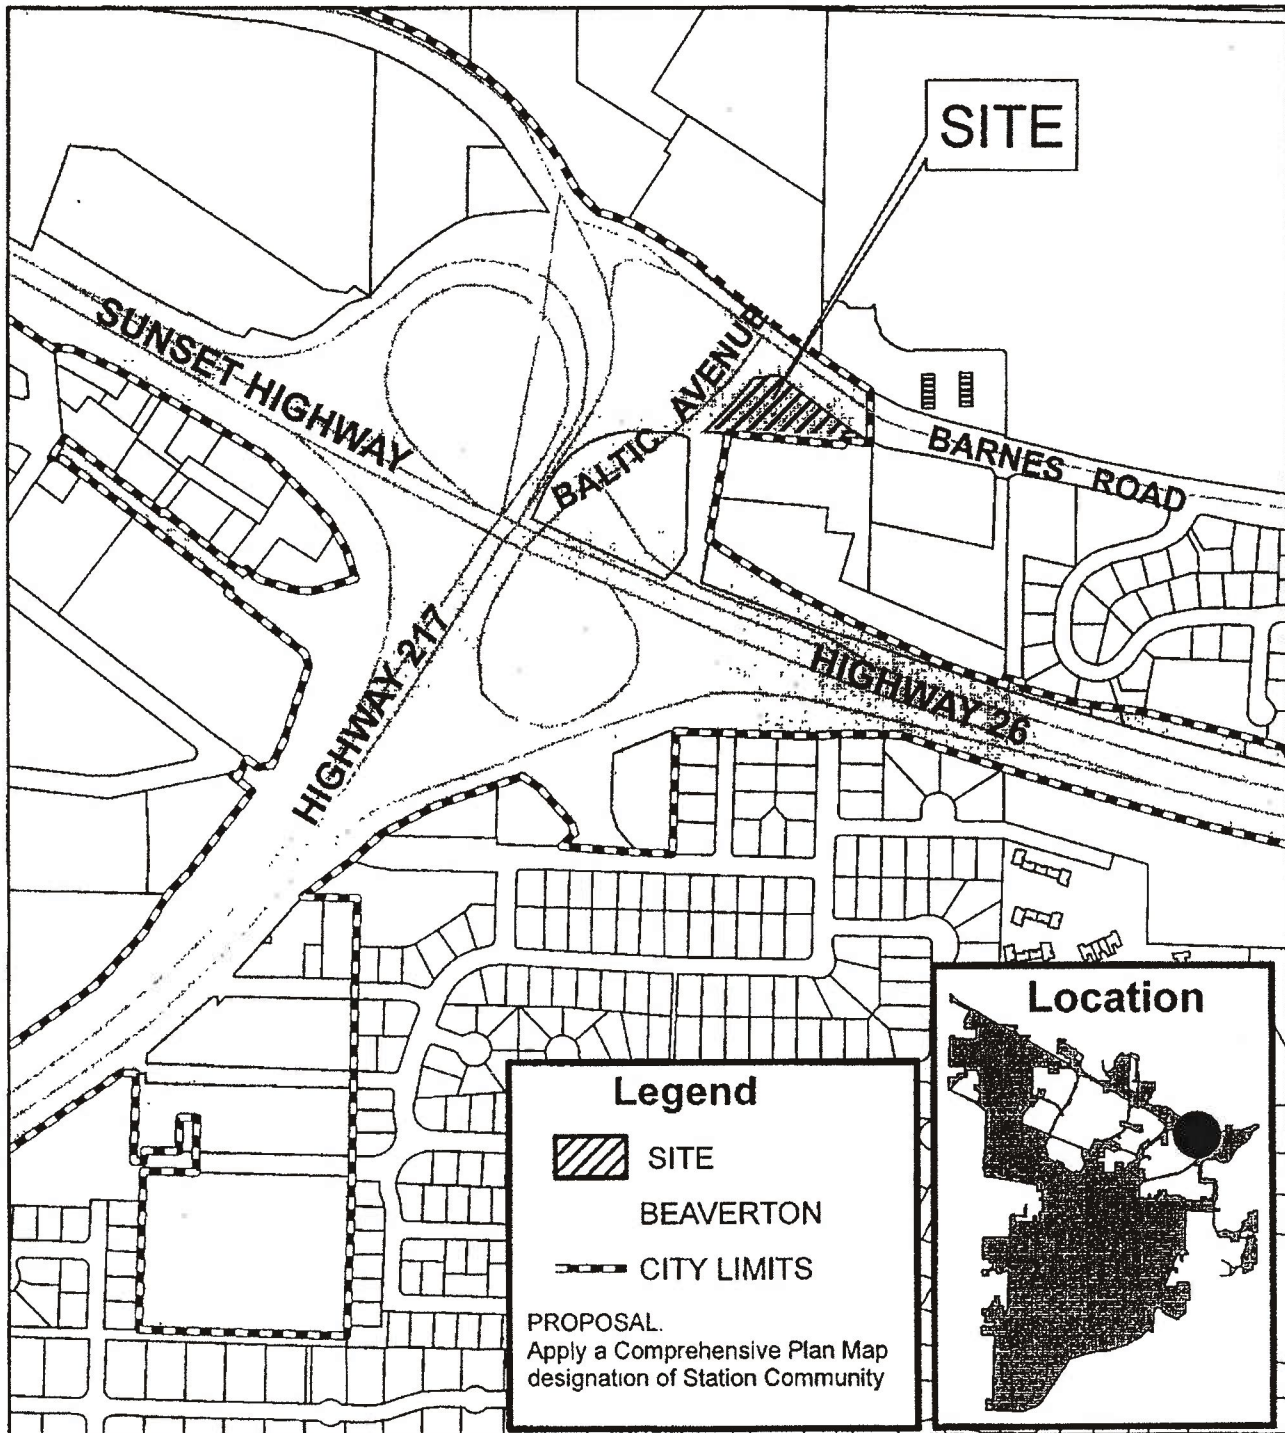 SITE
SUNSET HIGHWAY
BALTIC AVENUE
BARNES ROAD
HIGHWAY 217
HIGHWAY 26
Location
Legend
SITE
BEAVERTON
CITY LIMITS
PROPOSAL.
Apply a Comprehensive Plan Map
designation of Station Community